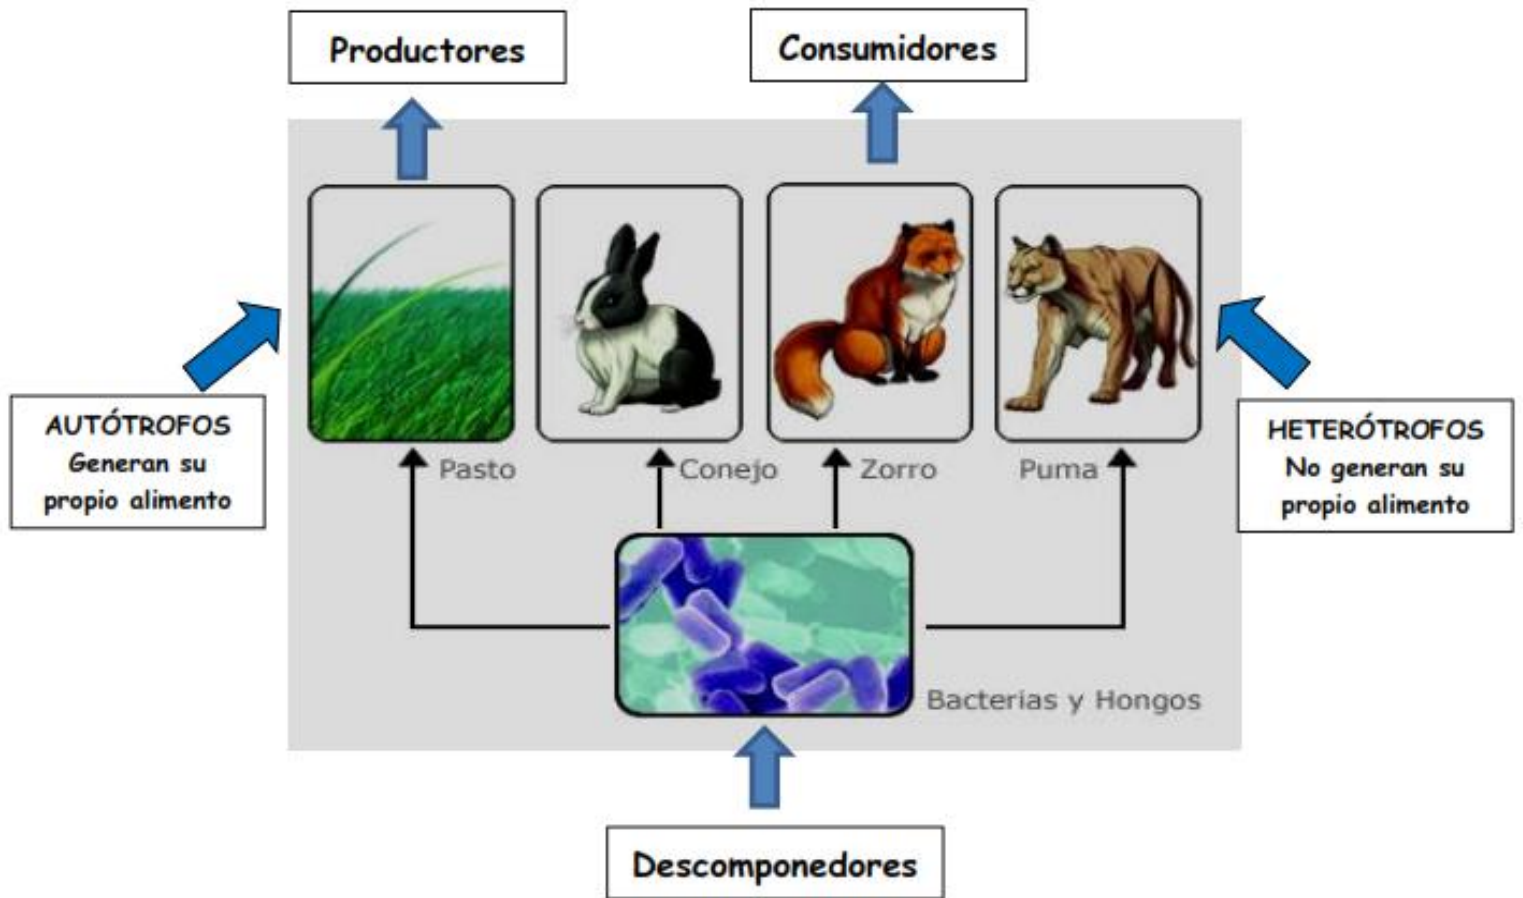 Productores
Consumidores
AUTÓTROFOS
Generan su
propio alimento
HETERÓTROFOS
No generan su
propio alimento
Pasto
Conejo
Zorro
Puma
Bacterias y Hongos
Descomponedores